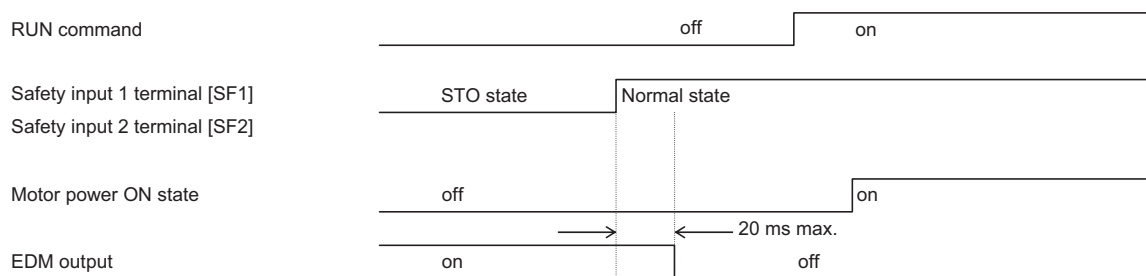 RUN command off on
Safety input 1 terminal [SF1] STO state Normal state
Safety input 2 terminal [SF2]
Motor power ON state off on
20 ms max.
EDM output on off